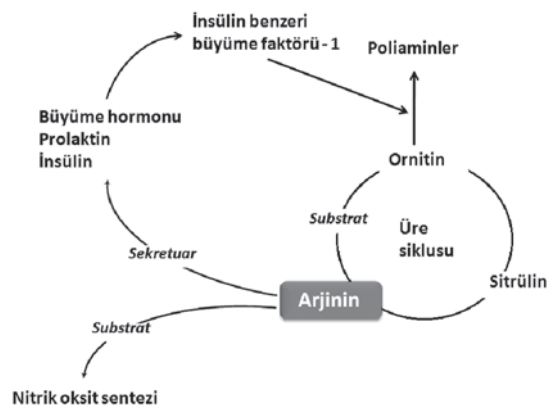 İnsülin benzeri
büyüme faktörü - 1
Poliaminler
Büyüme hormonu
Prolaktin
İnsülin
Ornitin
Substrat
Üre
siklusu
Sekretuar
Sitrülin
Arjinin
Substrat
Nitrik oksit sentezi